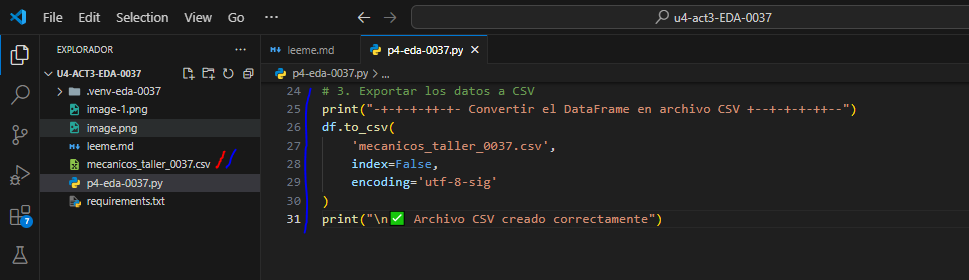 File Edit Selection View Go ··· u4-act3-EDA-0037
EXPLORADOR ···
U4-ACT3-EDA-0037
.venv-eda-0037
image-1.png
image.png
leeme.md
mecanicos_taller_0037.csv
p4-eda-0037.py
requirements.txt
7
leeme.md
p4-eda-0037.py
p4-eda-0037.py > ...
24 # 3. Exportar los datos a CSV
25 print("-+-+-+-++-+- Convertir el DataFrame en archivo CSV +--+-+-+-++--")
26 df.to_csv(
27 'mecanicos_taller_0037.csv',
28 index=False,
29 encoding='utf-8-sig'
30 )
31 print("\n✅ Archivo CSV creado correctamente")